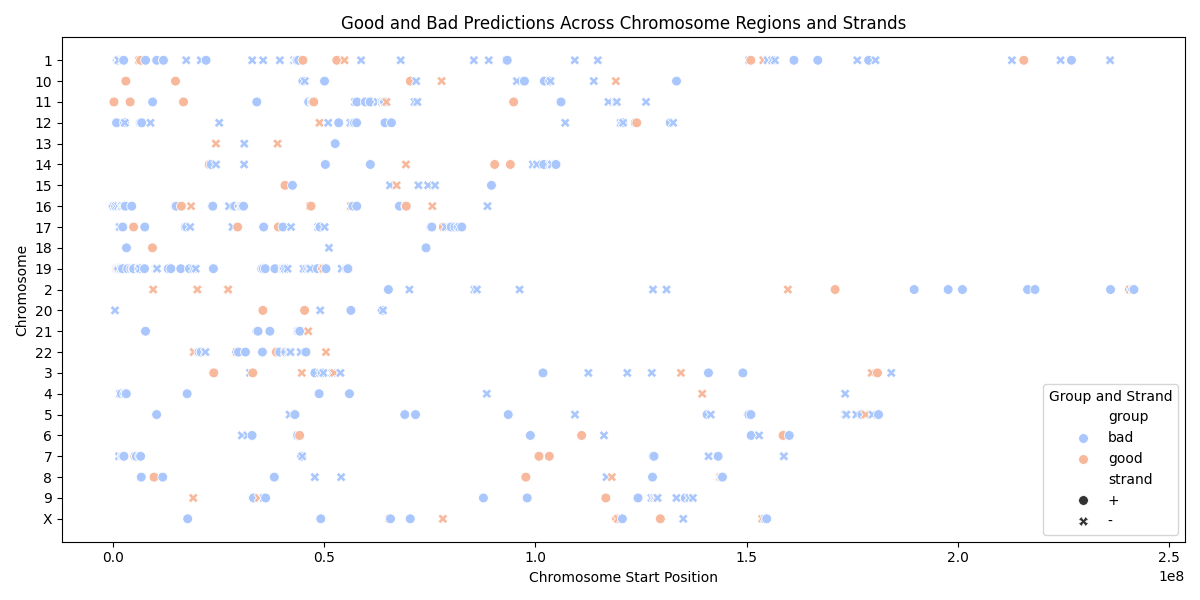 Good and Bad Predictions Across Chromosome Regions and Strands
Chromosome
1
10
11
12
13
14
15
16
17
18
19
2
20
21
22
3
4
5
6
7
8
9
X
Group and Strand
group
bad
good
strand
+
-
0.0 0.5 1.0 1.5 2.0 2.5
1e8
Chromosome Start Position